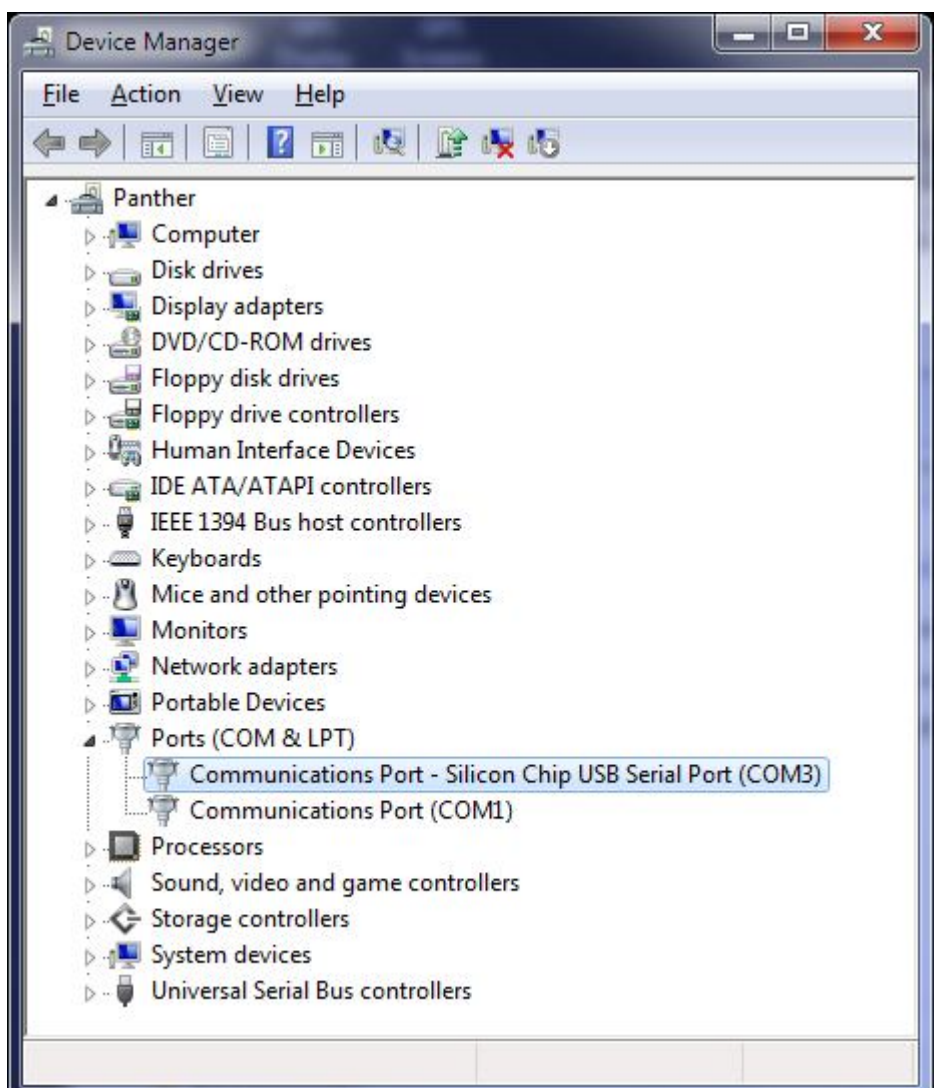 Device Manager
File Action View Help
Panther
Computer
Disk drives
Display adapters
DVD/CD-ROM drives
Floppy disk drives
Floppy drive controllers
Human Interface Devices
IDE ATA/ATAPI controllers
IEEE 1394 Bus host controllers
Keyboards
Mice and other pointing devices
Monitors
Network adapters
Portable Devices
Ports (COM & LPT)
Communications Port - Silicon Chip USB Serial Port (COM3)
Communications Port (COM1)
Processors
Sound, video and game controllers
Storage controllers
System devices
Universal Serial Bus controllers